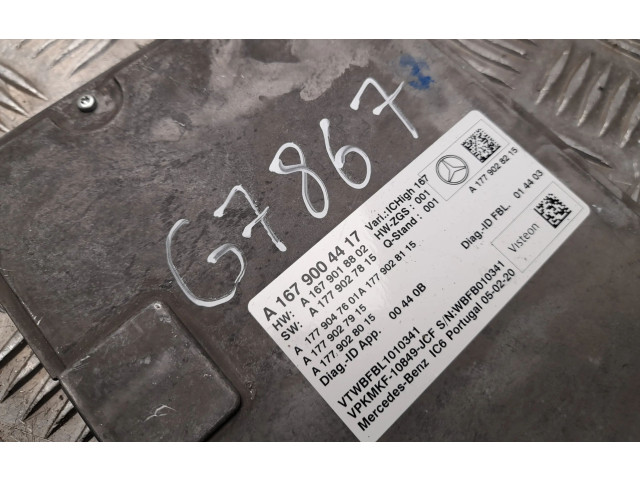 G7867
A 167 900 44 17 Vari.:ICHigh 167
HW: A 167 901 88 02 HW-ZGS : 001
SW: A 177 902 78 15 Q-Stand : 001
A 177 904 76 01 A 177 902 81 15
A 177 902 79 15
A 177 902 80 15
Diag.-ID App. 00 44 0B
A 177 902 82 15
Diag.-ID FBL. 01 44 03
Visteon
VTWBFBL1010341
VPKMKF-10849-JCF S/N:WBFB010341
Mercedes-Benz IC6 Portugal 05-02-20